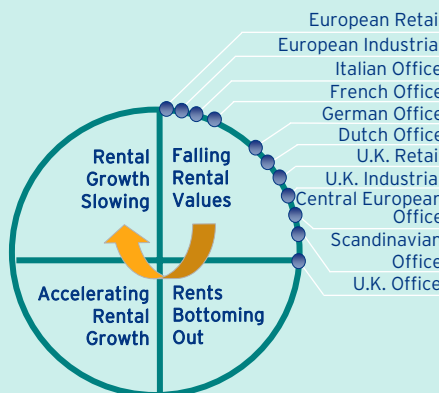 European Retai
European Industria
Italian Office
French Office
German Office
Dutch Office
U.K. Retai
U.K. Industria
Central European
Office
Scandinavian
Office
U.K. Office
Rental
Growth
Slowing
Falling
Rental
Values
Accelerating
Rental
Growth
Rents
Bottoming
Out